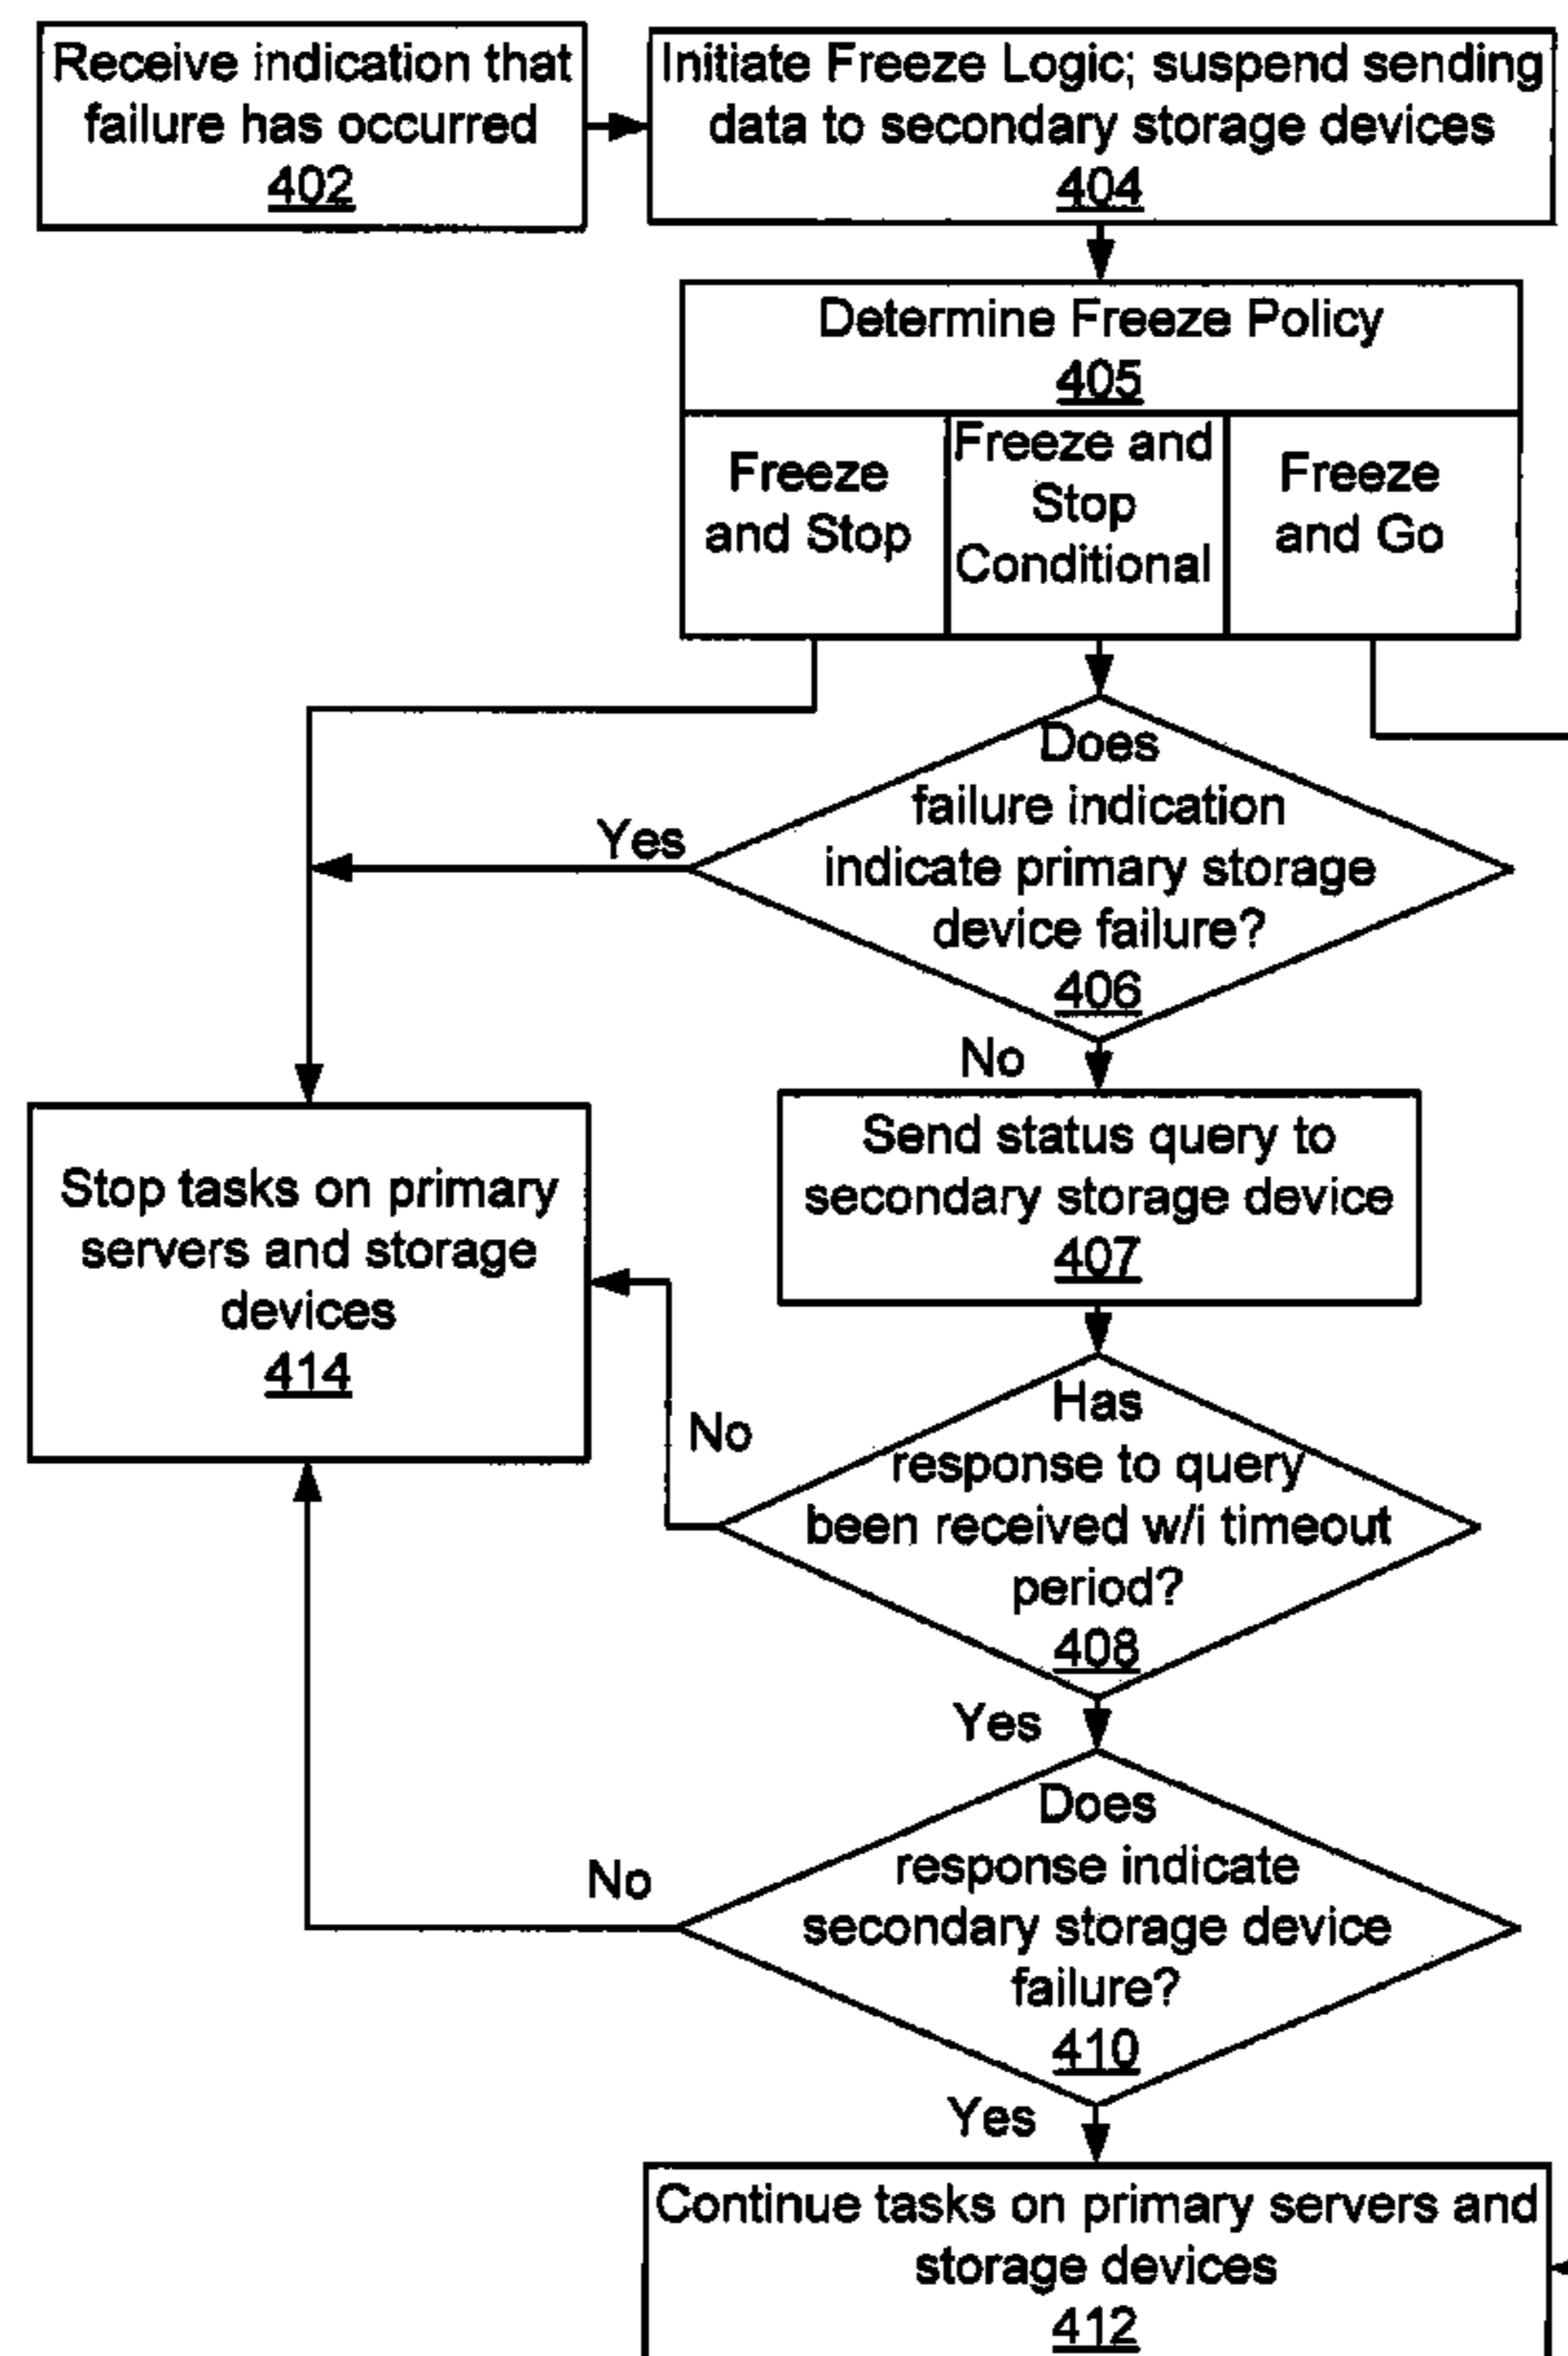 Receive indication that
failure has occurred
402
Initiate Freeze Logic; suspend sending
data to secondary storage devices
404
Determine Freeze Policy
405
Freeze
and Stop
Freeze and
Stop
Conditional
Freeze
and Go
Does
failure indication
indicate primary storage
device failure?
406
Yes
No
Send status query to
secondary storage device
407
Stop tasks on primary
servers and storage
devices
414
Has
response to query
been received w/i timeout
period?
408
No
Yes
Does
response indicate
secondary storage device
failure?
410
No
Yes
Continue tasks on primary servers and
storage devices
412